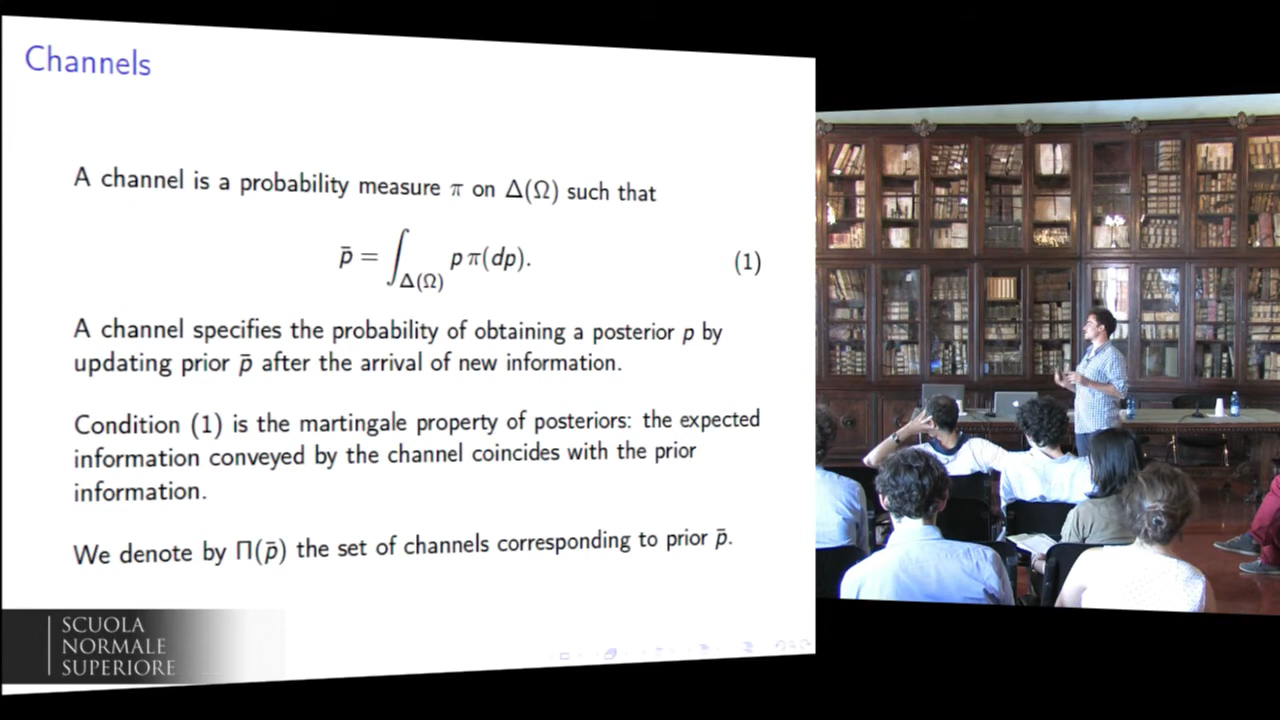 Channels
A channel is a probability measure π on Δ(Ω) such that
p̄ = ∫_{Δ(Ω)} p π(dp). (1)
A channel specifies the probability of obtaining a posterior p by
updating prior p̄ after the arrival of new information.
Condition (1) is the martingale property of posteriors: the expected
information conveyed by the channel coincides with the prior
information.
We denote by Π(p̄) the set of channels corresponding to prior p̄.
SCUOLA
NORMALE
SUPERIORE